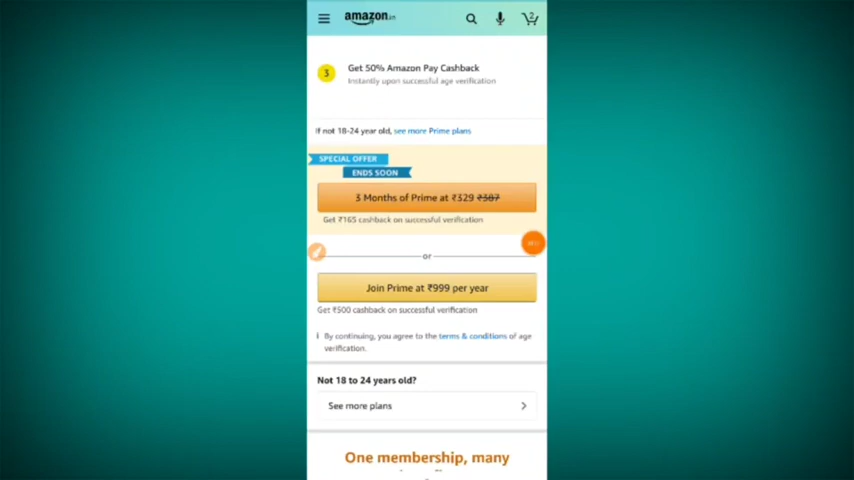 amazon.in
2
3
Get 50% Amazon Pay Cashback
Instantly upon successful age verification
If not 18-24 year old, see more Prime plans
SPECIAL OFFER
ENDS SOON
3 Months of Prime at ₹329 ₹387
Get ₹165 cashback on successful verification
or
Join Prime at ₹999 per year
Get ₹500 cashback on successful verification
By continuing, you agree to the terms & conditions of age
verification.
Not 18 to 24 years old?
See more plans
One membership, many